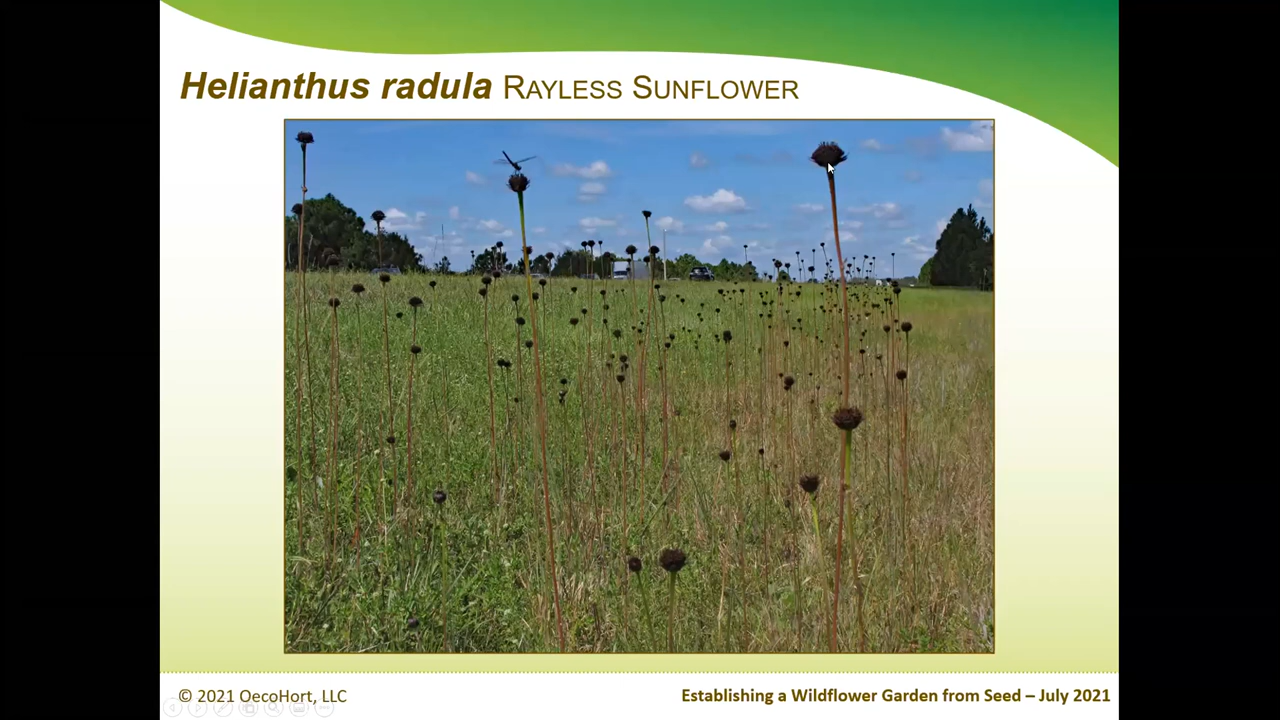 Helianthus radula RAYLESS SUNFLOWER
© 2021 OecoHort, LLC
Establishing a Wildflower Garden from Seed – July 2021